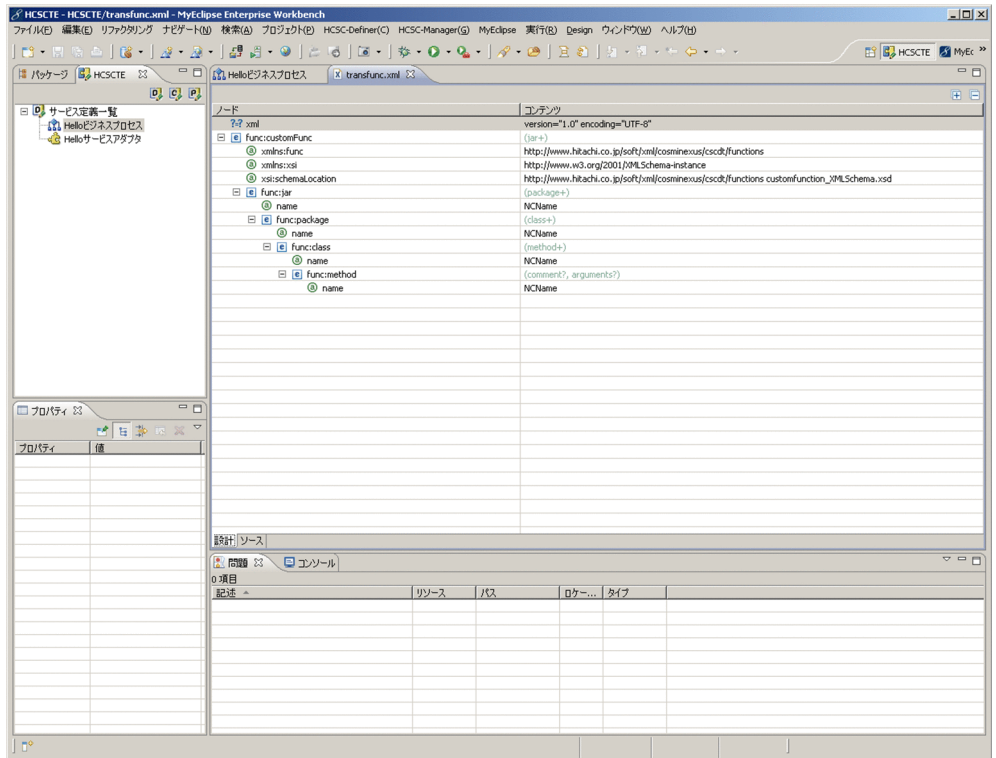 HCSCTE - HCSCTE/transfunc.xml - MyEclipse Enterprise Workbench
ファイル(F) 編集(E) リファクタリング ナビゲート(N) 検索(A) プロジェクト(P) HCSC-Definer(C) HCSC-Manager(G) MyEclipse 実行(R) Design ウィンドウ(W) ヘルプ(H)
HCSCTE MyEc »
パッケージ HCSCTE
サービス定義一覧
Helloビジネスプロセス
Helloサービスアダプタ
Helloビジネスプロセス transfunc.xml
ノード コンテンツ
?=? xml version="1.0" encoding="UTF-8"
func:customFunc (jar+)
xmlns:func http://www.hitachi.co.jp/soft/xml/cosminexus/cscdt/functions
xmlns:xsi http://www.w3.org/2001/XMLSchema-instance
xsi:schemaLocation http://www.hitachi.co.jp/soft/xml/cosminexus/cscdt/functions customfunction_XMLSchema.xsd
func:jar (package+)
name NCName
func:package (class+)
name NCName
func:class (method+)
name NCName
func:method (comment?, arguments?)
name NCName
設計 ソース
プロパティ
プロパティ 値
問題 コンソール
0 項目
記述 リソース パス ロケー... タイプ